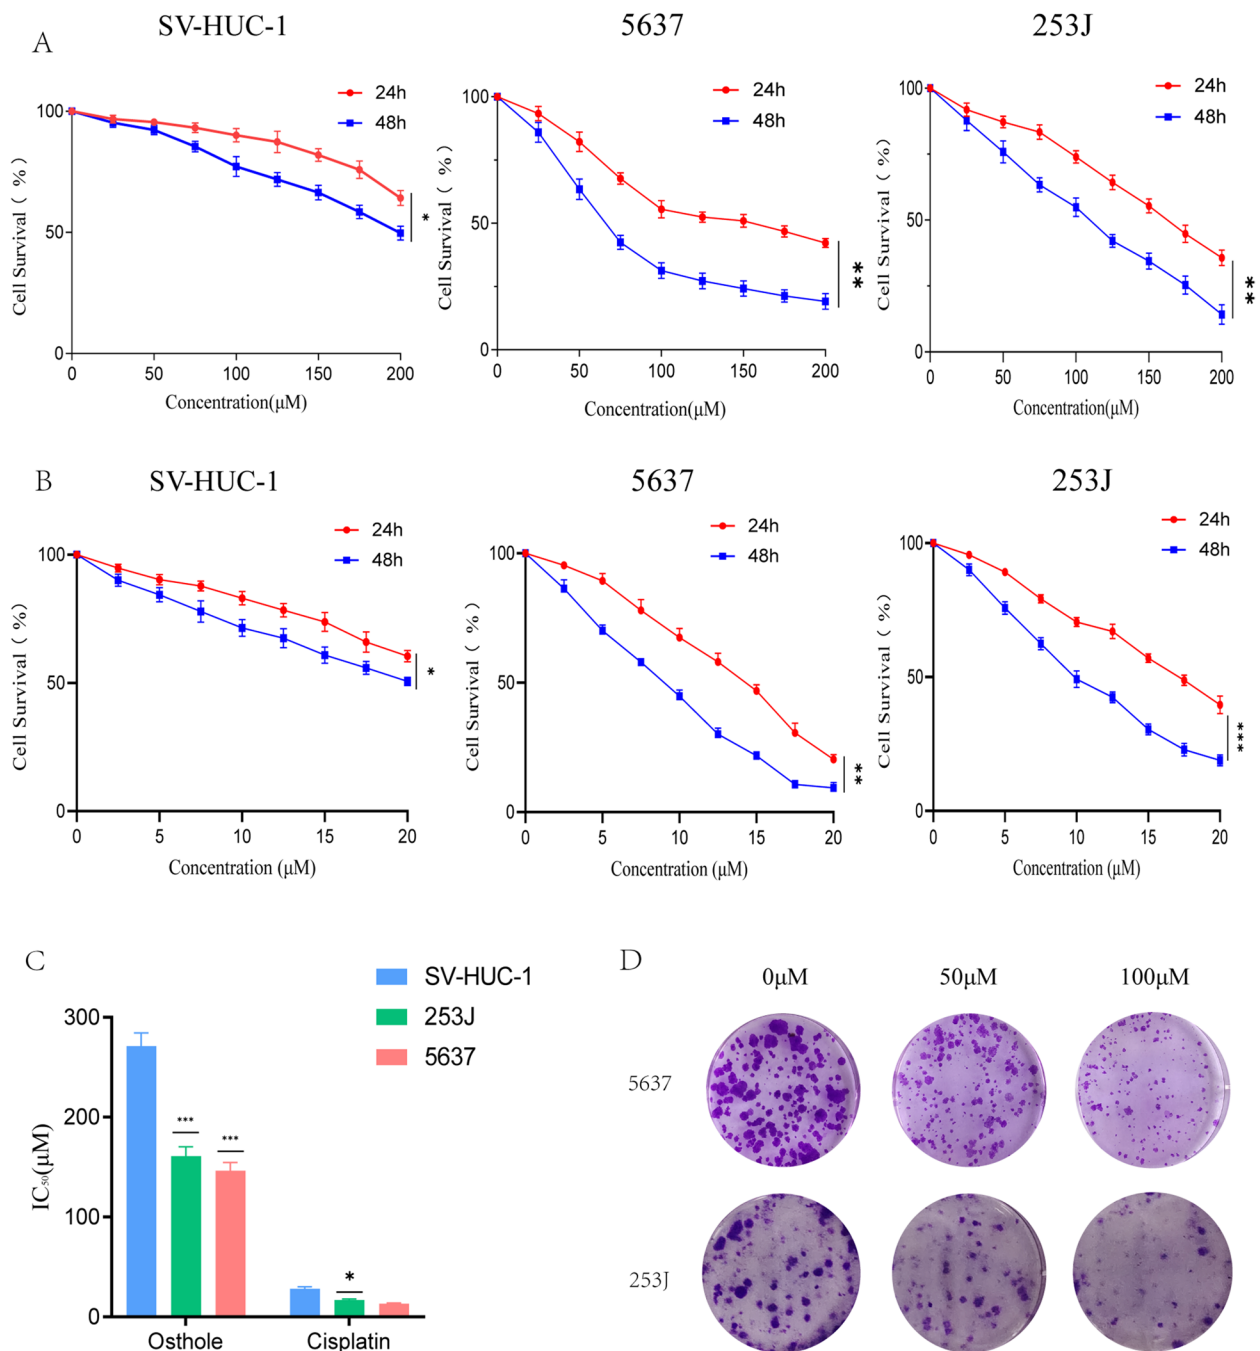 A
SV-HUC-1
5637
253J
24h
48h
24h
48h
24h
48h
Cell Survival ( %)
100
50
0
0 50 100 150 200
Concentration(μM)
*
Cell Survival ( %)
100
50
0
0 50 100 150 200
Concentration(μM)
**
Cell Survival ( %)
100
50
0
0 50 100 150 200
Concentration(μM)
**
B
SV-HUC-1
5637
253J
24h
48h
24h
48h
24h
48h
Cell Survival ( %)
100
50
0
0 5 10 15 20
Concentration (μM)
*
Cell Survival ( %)
100
50
0
0 5 10 15 20
Concentration (μM)
**
Cell Survival ( %)
100
50
0
0 5 10 15 20
Concentration (μM)
***
C
SV-HUC-1
253J
5637
IC₅₀(μM)
300
200
100
0
*** ***
*
Osthole Cisplatin
D
0μM 50μM 100μM
5637
253J